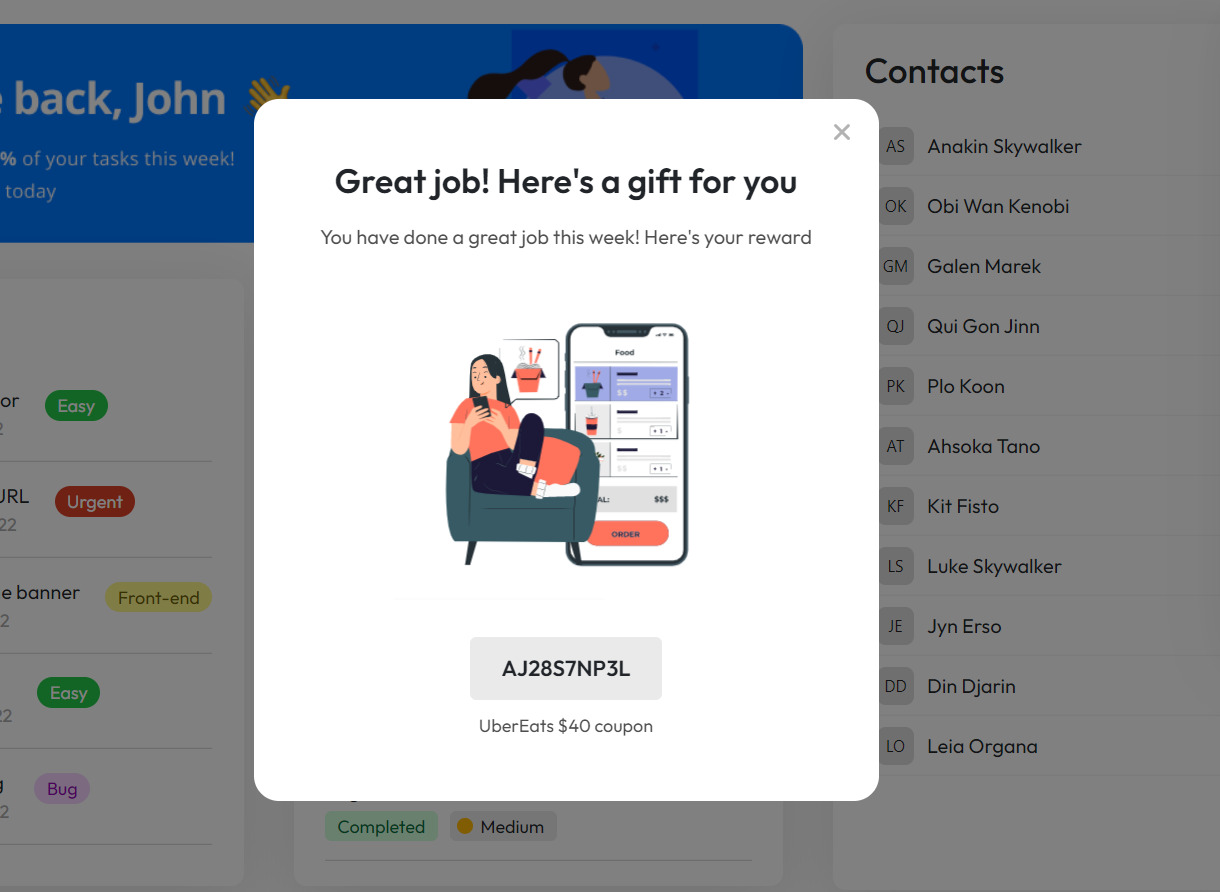 back, John
% of your tasks this week!
today
Contacts
AS Anakin Skywalker
OK Obi Wan Kenobi
GM Galen Marek
QJ Qui Gon Jinn
PK Plo Koon
AT Ahsoka Tano
KF Kit Fisto
LS Luke Skywalker
JE Jyn Erso
DD Din Djarin
LO Leia Organa
Great job! Here's a gift for you
You have done a great job this week! Here's your reward
Food
$$ + 2 -
$ + 1 -
$$ + 1 -
AL: $$$
ORDER
AJ28S7NP3L
UberEats $40 coupon
or Easy
2
URL Urgent
22
e banner Front-end
2
Easy
22
g Bug
2
Completed Medium